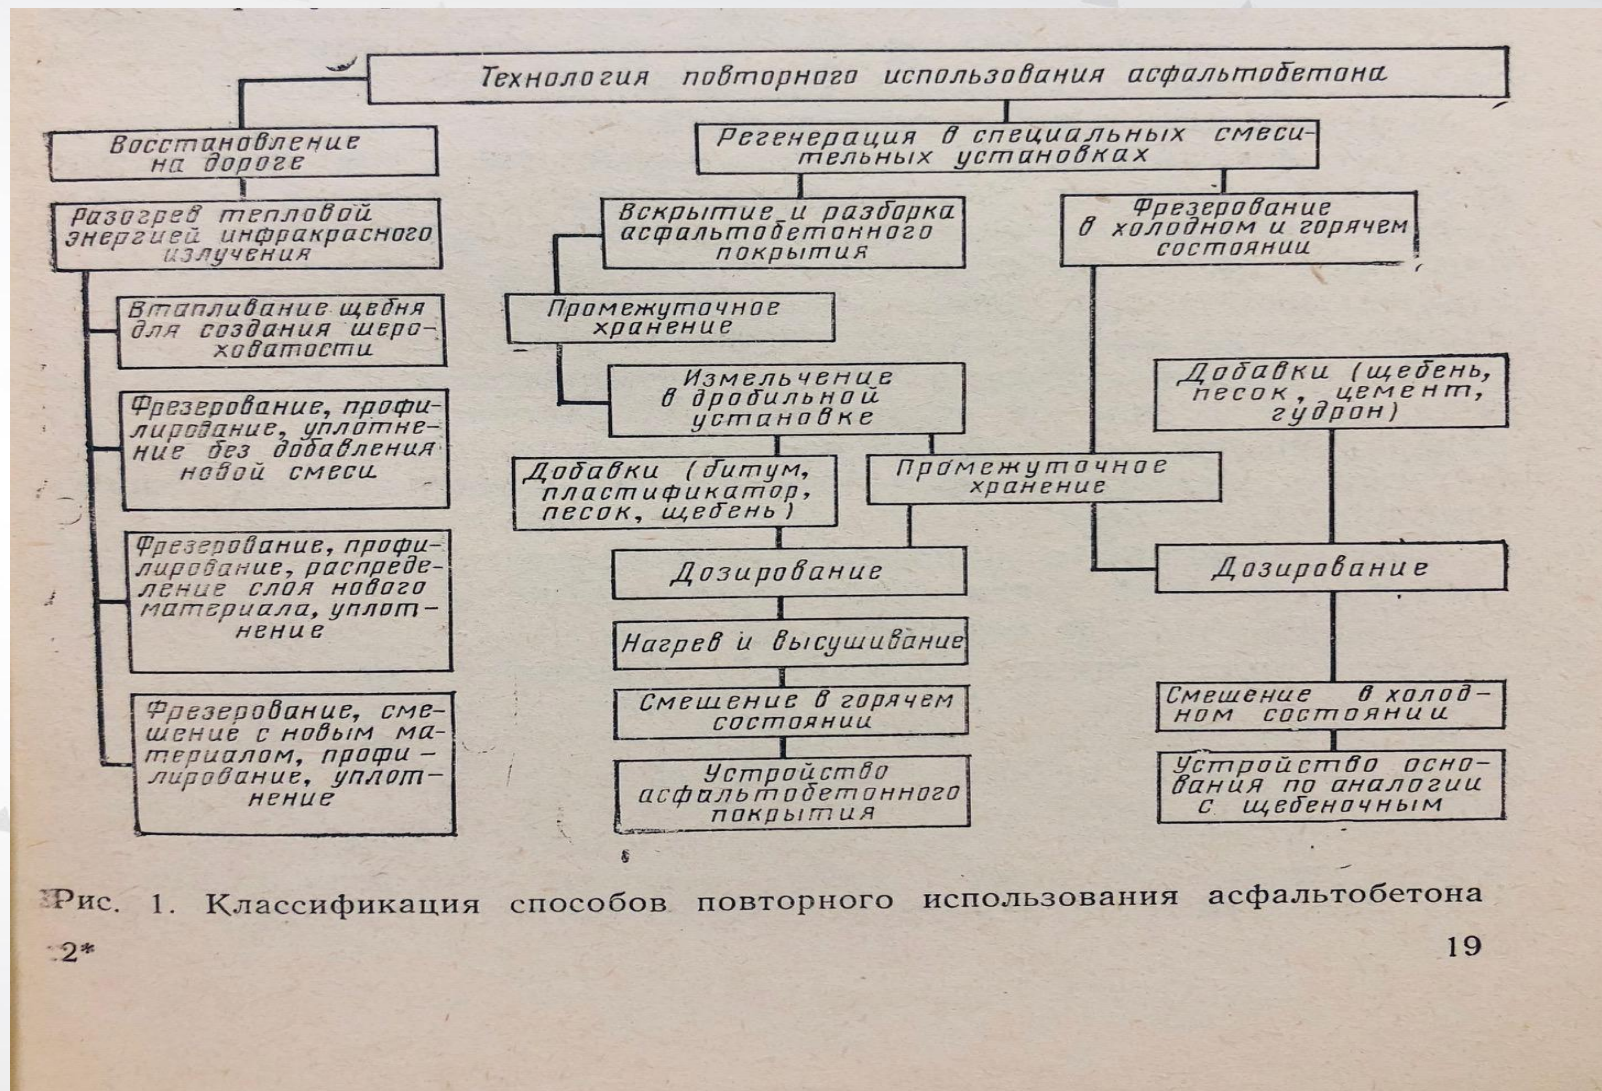 Технология повторного использования асфальтобетона
Восстановление
на дороге
Регенерация в специальных смеси-
тельных установках
Разогрев тепловой
энергией инфракрасного
излучения
Вскрытие и разборка
асфальтобетонного
покрытия
Фрезерование
в холодном и горячем
состоянии
Втапливание щебня
для создания шеро-
ховатости
Промежуточное
хранение
Фрезерование, профи-
лирование, уплотне-
ние без добавления
новой смеси
Измельчение
в дробильной
установке
Добавки (щебень,
песок, цемент,
гудрон)
Добавки (битум,
пластификатор,
песок, щебень)
Промежуточное
хранение
Фрезерование, профи-
лирование, распреде-
ление слоя нового
материала, уплот-
нение
Дозирование
Дозирование
Нагрев и высушивание
Фрезерование, сме-
шение с новым ма-
териалом, профи-
лирование, уплот-
нение
Смешение в горячем
состоянии
Смешение в холод-
ном состоянии
Устройство
асфальтобетонного
покрытия
Устройство осно-
вания по аналогии
с щебеночным
Рис. 1. Классификация способов повторного использования асфальтобетона
2*
19